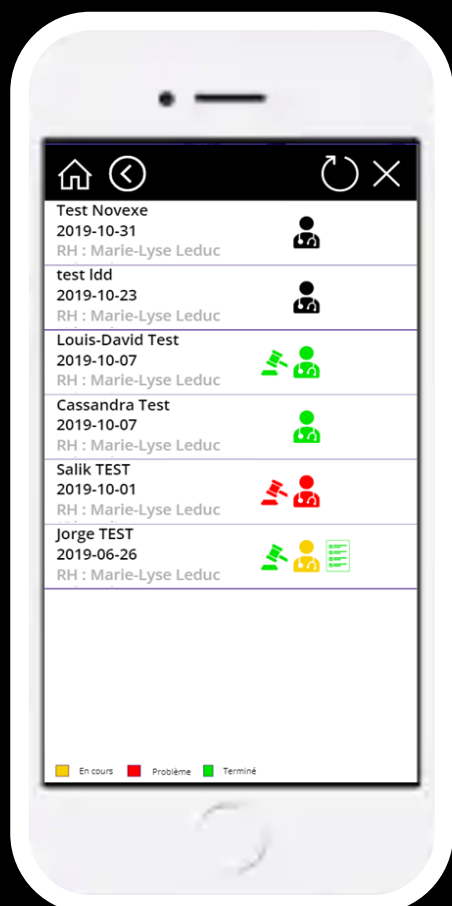 Test Novexe
2019-10-31
RH : Marie-Lyse Leduc
test ldd
2019-10-23
RH : Marie-Lyse Leduc
Louis-David Test
2019-10-07
RH : Marie-Lyse Leduc
Cassandra Test
2019-10-07
RH : Marie-Lyse Leduc
Salik TEST
2019-10-01
RH : Marie-Lyse Leduc
Jorge TEST
2019-06-26
RH : Marie-Lyse Leduc
En cours Problème Terminé